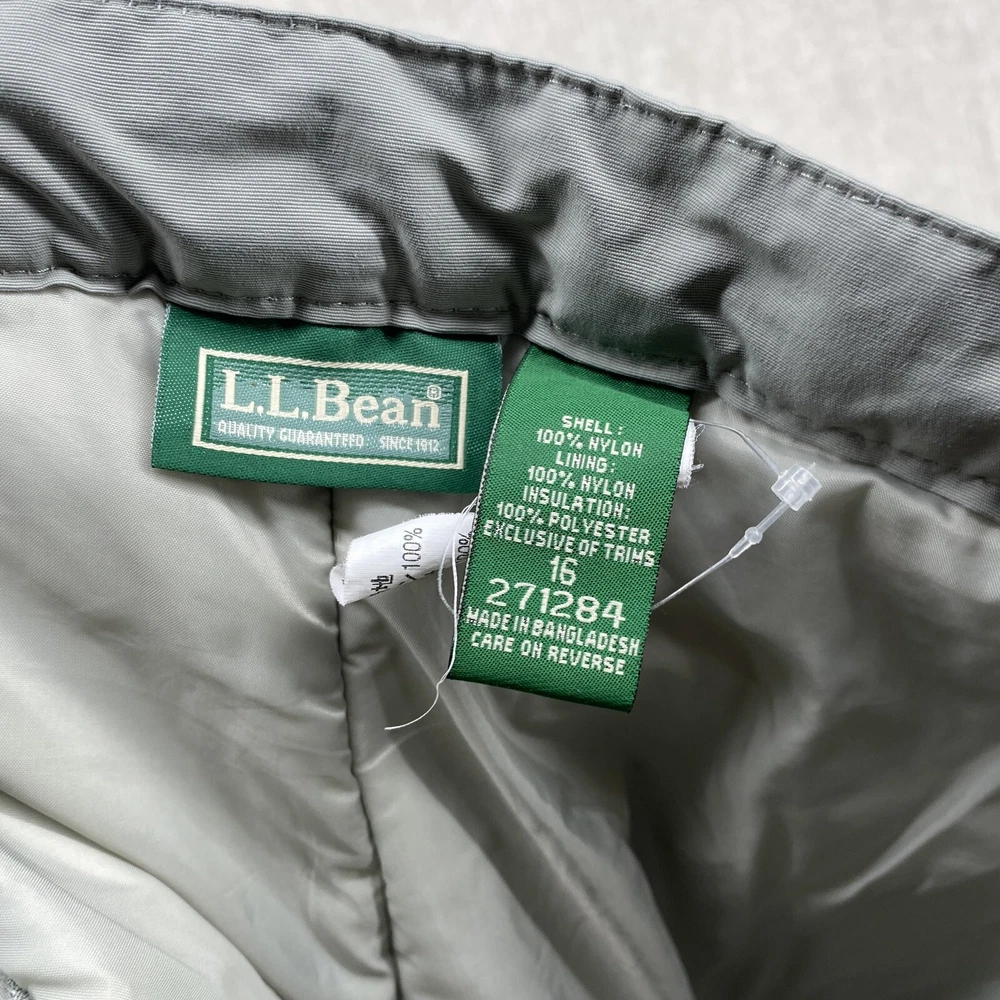 L.L.Bean®
QUALITY GUARANTEED SINCE 1912
SHELL:
100% NYLON
LINING:
100% NYLON
INSULATION:
100% POLYESTER
EXCLUSIVE OF TRIMS
16
271284
MADE IN BANGLADESH
CARE ON REVERSE
100%